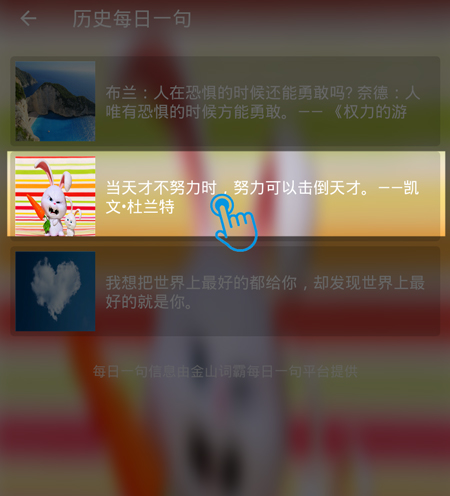 历史每日一句
布兰：人在恐惧的时候还能勇敢吗? 奈德：人
唯有恐惧的时候方能勇敢。—— 《权力的游
当天才不努力时，努力可以击倒天才。——凯
文·杜兰特
我想把世界上最好的都给你，却发现世界上最
好的就是你。
每日一句信息由金山词霸每日一句平台提供